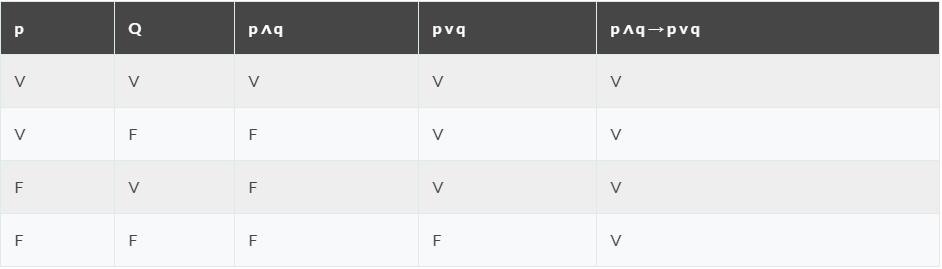 p Q p∧q p∨q p∧q→p∨q
V V V V V
V F F V V
F V F V V
F F F F V